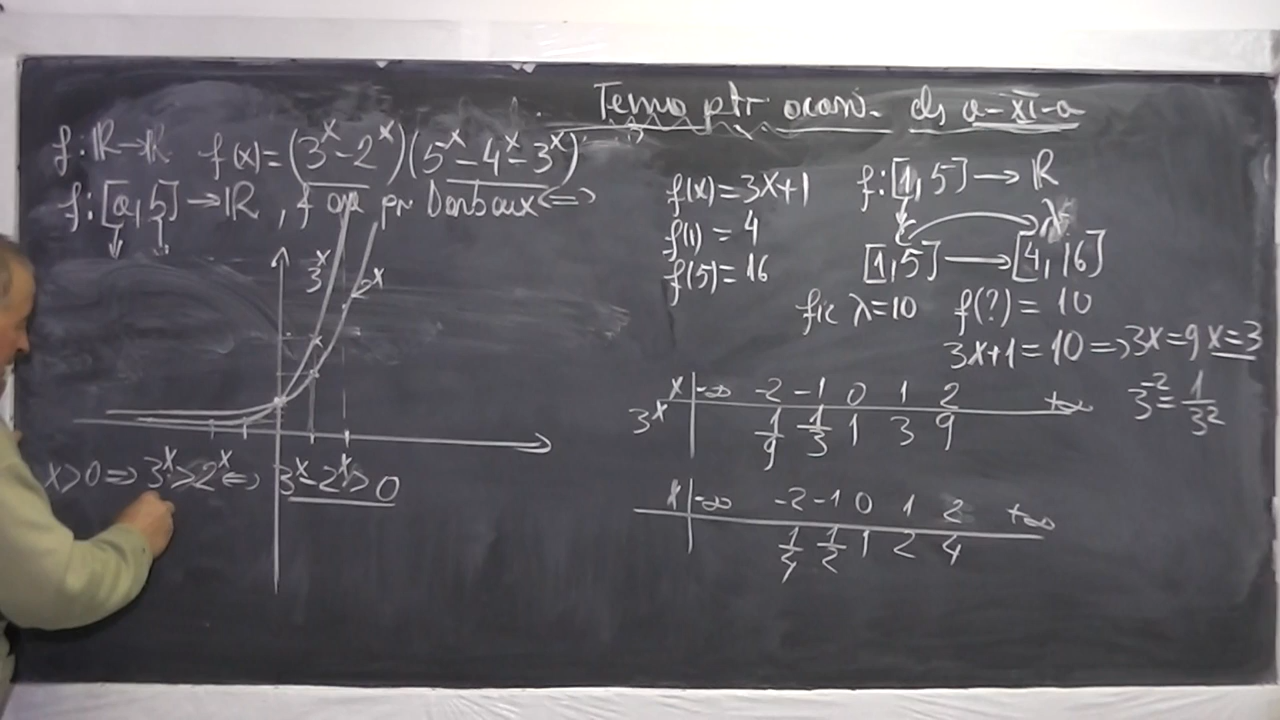 Tema ptr. ocazi. cls a-XI-a
f: ℝ→ℝ f(x)=(3^x-2^x)(5^x-4^x-3^x)
f:[a,5]→ℝ, f are pr Darboux <=>
3^x 2^x
x>0 => 3^x>2^x <=> 3^x-2^x>0
f(x)=3x+1 f:[1,5]→ℝ
f(1)=4 λ
f(5)=16 [1,5]→[4,16]
fie λ=10 f(?)=10
3x+1=10=>3x=9 x=3
x | -∞ -2 -1 0 1 2 +∞
3^x | 1/9 1/3 1 3 9
3^-2=1/3^2
x | -∞ -2 -1 0 1 2 +∞
1/4 1/2 1 2 4